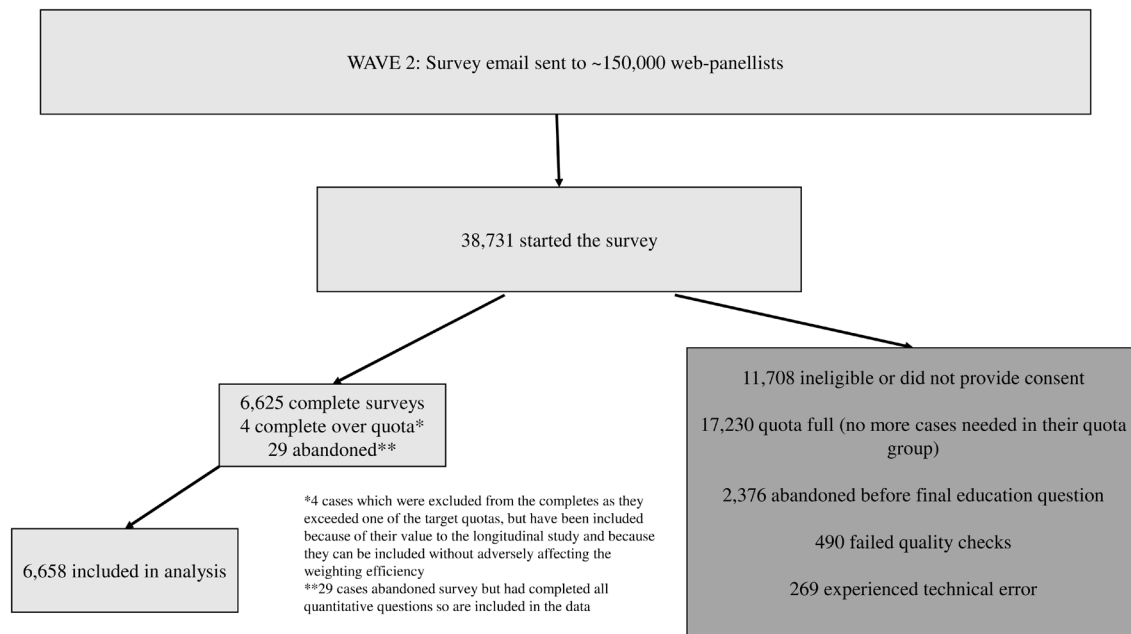 WAVE 2: Survey email sent to ~150,000 web-panellists
38,731 started the survey
6,625 complete surveys
4 complete over quota*
29 abandoned**
6,658 included in analysis
*4 cases which were excluded from the completes as they
exceeded one of the target quotas, but have been included
because of their value to the longitudinal study and because
they can be included without adversely affecting the
weighting efficiency
**29 cases abandoned survey but had completed all
quantitative questions so are included in the data
11,708 ineligible or did not provide consent
17,230 quota full (no more cases needed in their quota
group)
2,376 abandoned before final education question
490 failed quality checks
269 experienced technical error